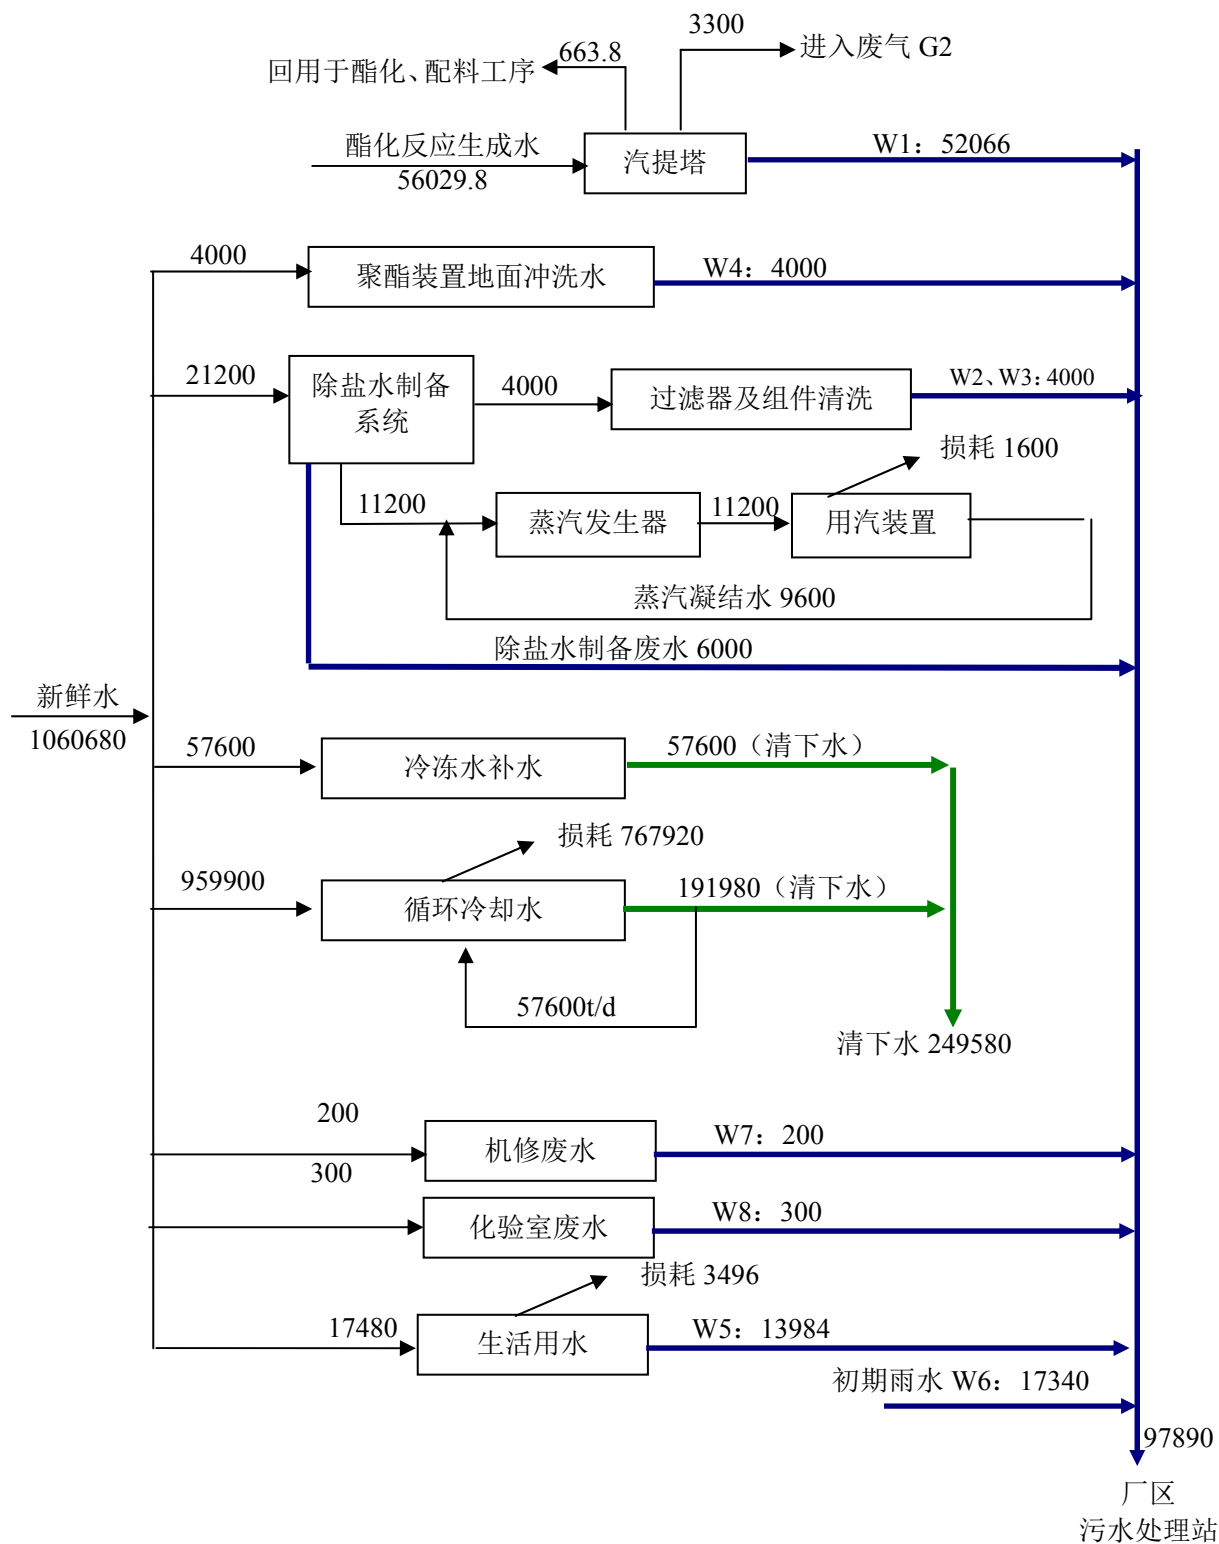 3300
进入废气 G2
663.8
回用于酯化、配料工序
酯化反应生成水
56029.8
汽提塔
W1：52066
4000
聚酯装置地面冲洗水
W4：4000
21200
除盐水制备
系统
4000
过滤器及组件清洗
W2、W3：4000
损耗 1600
11200
蒸汽发生器
11200
用汽装置
蒸汽凝结水 9600
除盐水制备废水 6000
新鲜水
1060680
57600
冷冻水补水
57600（清下水）
损耗 767920
959900
循环冷却水
191980（清下水）
57600t/d
清下水 249580
200
机修废水
W7：200
300
化验室废水
W8：300
损耗 3496
17480
生活用水
W5：13984
初期雨水 W6：17340
97890
厂区
污水处理站